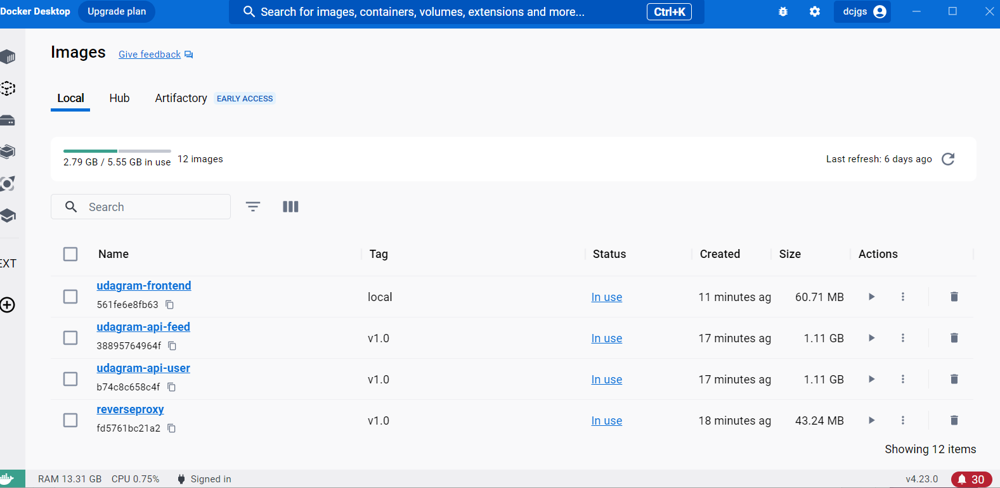 Docker Desktop Upgrade plan Search for images, containers, volumes, extensions and more... Ctrl+K dcjgs
Images Give feedback
Local Hub Artifactory EARLY ACCESS
2.79 GB / 5.55 GB in use 12 images Last refresh: 6 days ago
Search
EXT
Name Tag Status Created Size Actions
udagram-frontend
561fe6e8fb63 local In use 11 minutes ag 60.71 MB
udagram-api-feed
38895764964f v1.0 In use 17 minutes ag 1.11 GB
udagram-api-user
b74c8c658c4f v1.0 In use 17 minutes ag 1.11 GB
reverseproxy
fd5761bc21a2 v1.0 In use 18 minutes ag 43.24 MB
Showing 12 items
RAM 13.31 GB CPU 0.75% Signed in v4.23.0 30